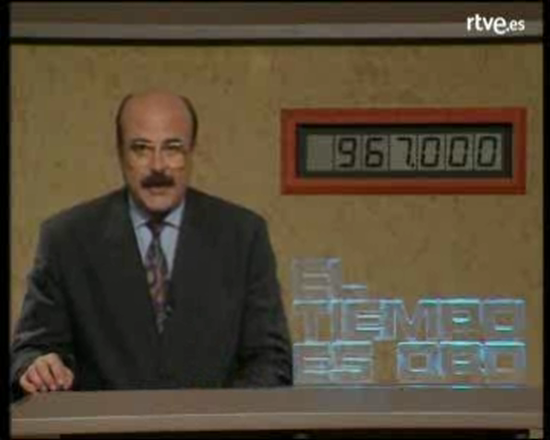 rtve.es
967.000
EL
TIEMPO
ES ORO